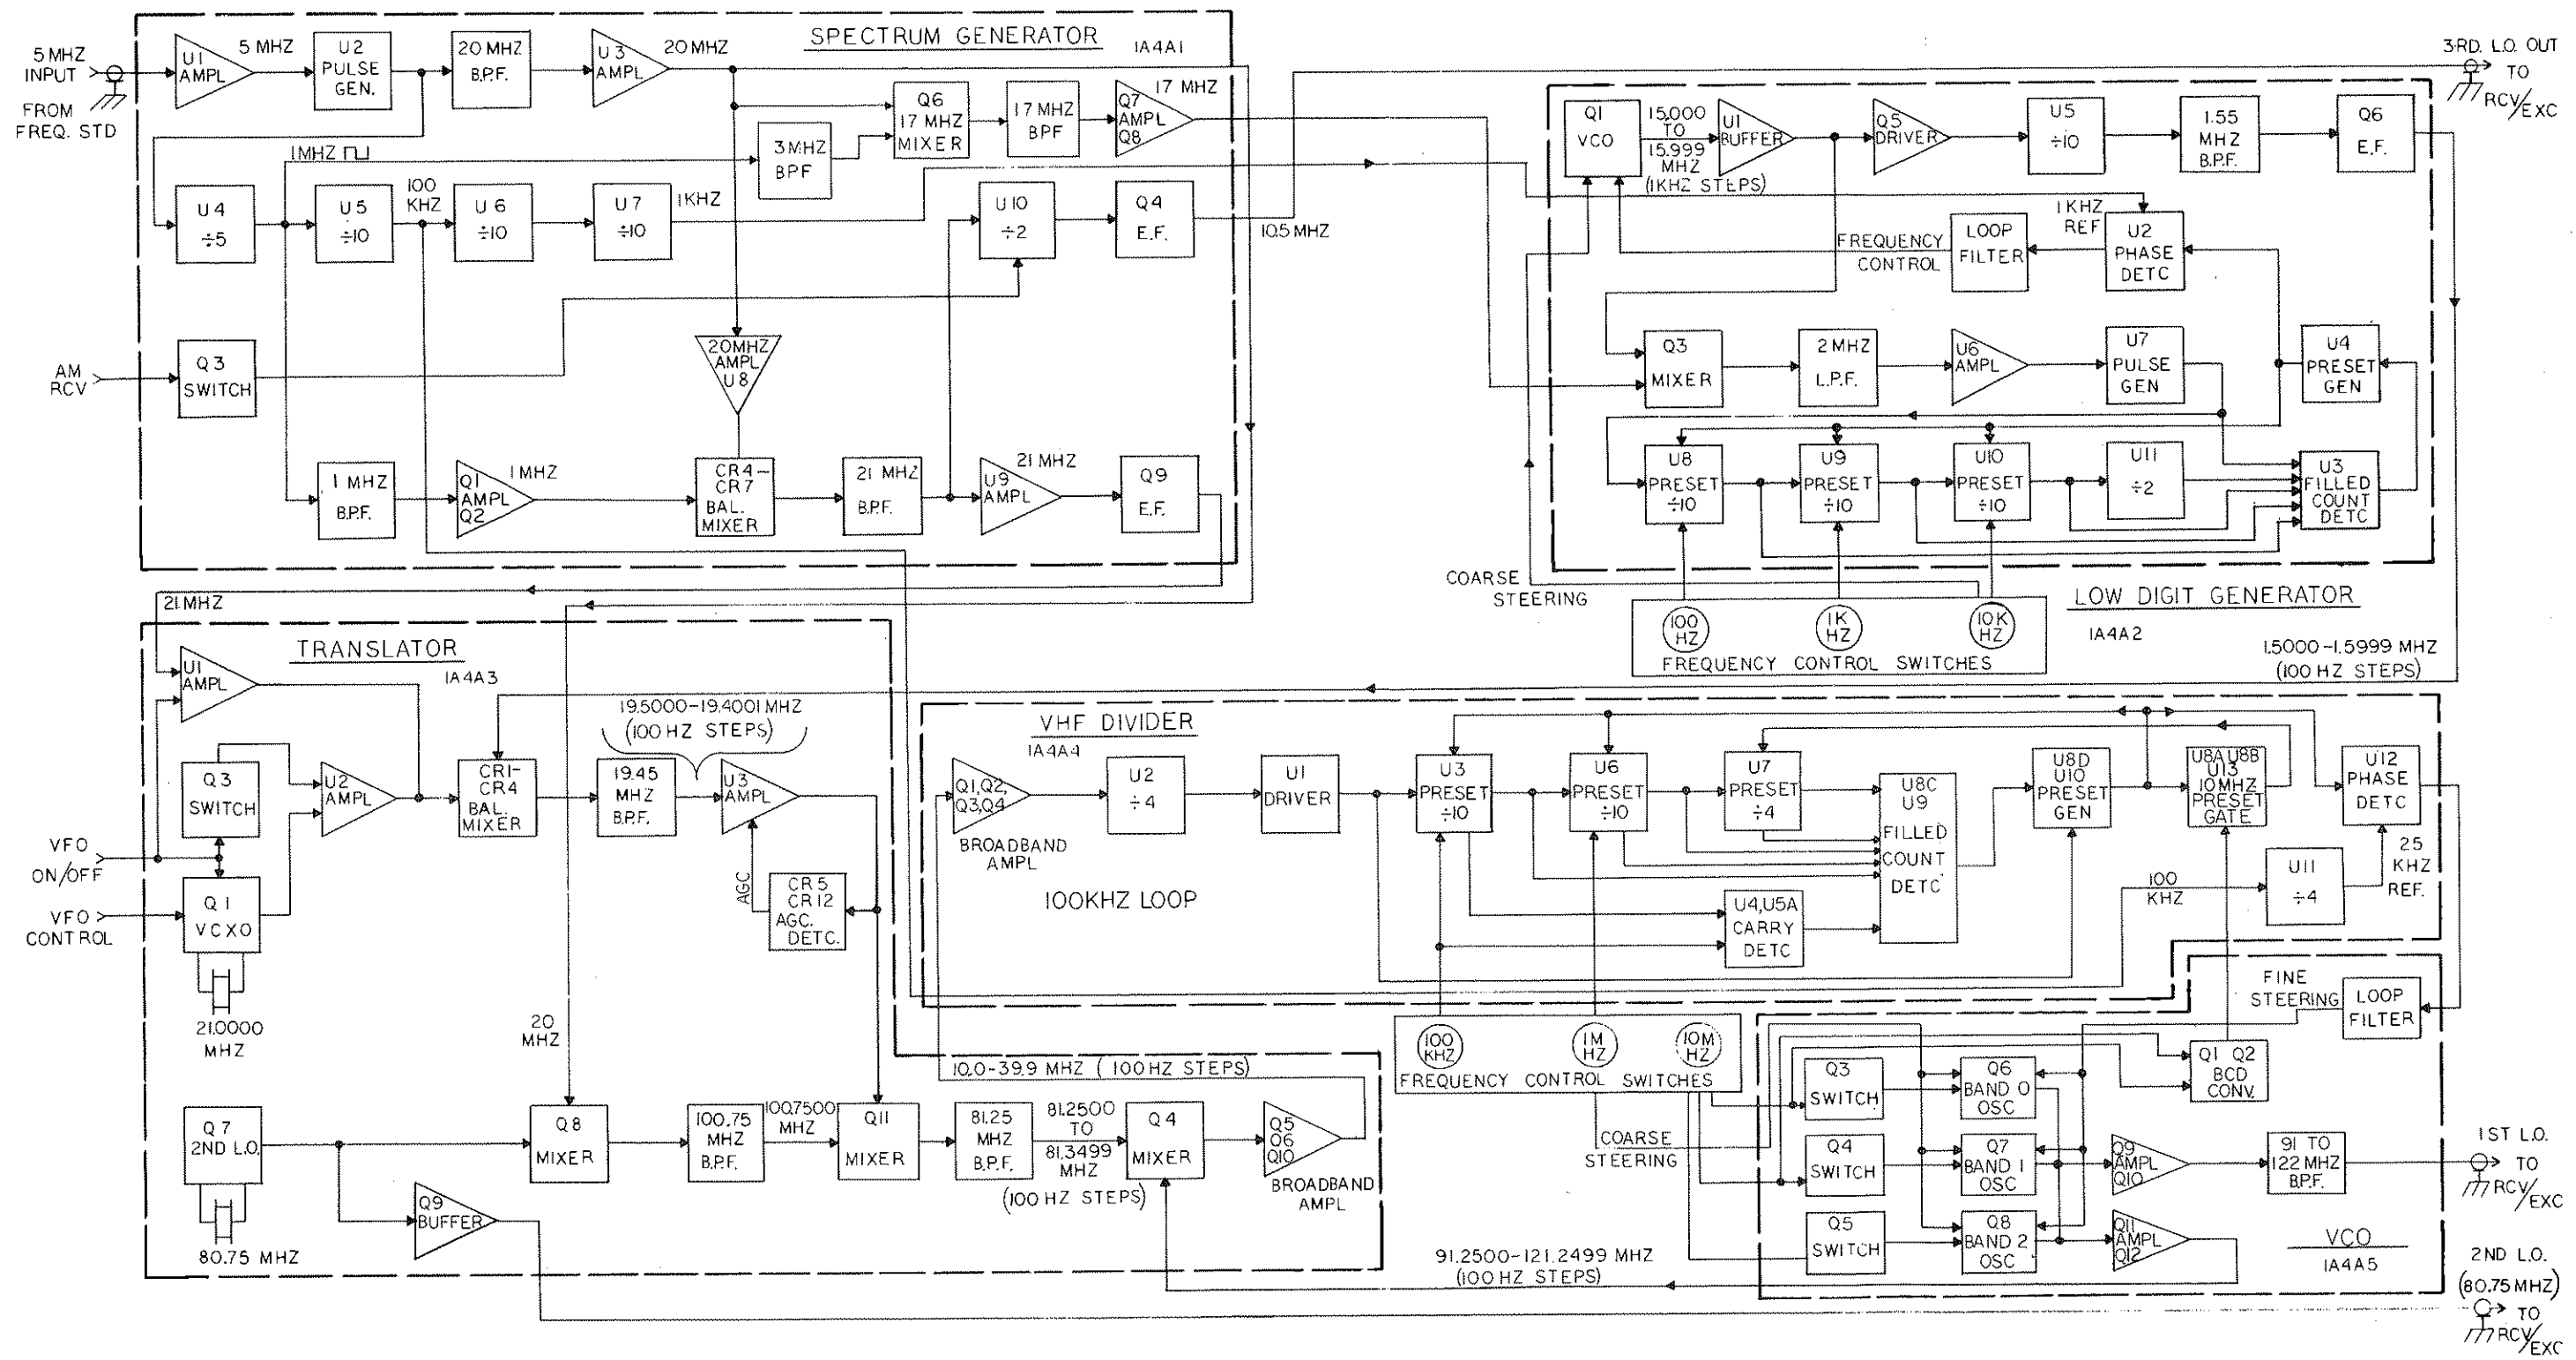 SPECTRUM GENERATOR
1A4A1
5 MHZ
INPUT
FROM
FREQ. STD
U1
AMPL
5 MHZ
U2
PULSE
GEN.
20 MHZ
B.P.F.
U3
AMPL
20 MHZ
Q6
17 MHZ
MIXER
17 MHZ
BPF
Q7
AMPL
Q8
17 MHZ
1 MHZ
3 MHZ
BPF
U4
÷5
U5
÷10
100
KHZ
U6
÷10
U7
÷10
1KHZ
U10
÷2
Q4
E.F.
10.5 MHZ
AM
RCV
Q3
SWITCH
20MHZ
AMPL
U8
1 MHZ
B.P.F.
Q1
AMPL
Q2
1 MHZ
CR4-
CR7
BAL.
MIXER
21 MHZ
B.P.F.
U9
AMPL
21 MHZ
Q9
E.F.
3RD. L.O. OUT
TO
RCV/EXC
Q1
VCO
15.000
TO
15.999
MHZ
(1KHZ STEPS)
U1
BUFFER
Q5
DRIVER
U5
÷10
1.55
MHZ
B.P.F.
Q6
E.F.
FREQUENCY
CONTROL
LOOP
FILTER
1KHZ
REF
U2
PHASE
DETC
Q3
MIXER
2 MHZ
L.P.F.
U6
AMPL
U7
PULSE
GEN
U4
PRESET
GEN
U8
PRESET
÷10
U9
PRESET
÷10
U10
PRESET
÷10
U11
÷2
U3
FILLED
COUNT
DETC
COARSE
STEERING
100
HZ
1K
HZ
10K
HZ
FREQUENCY CONTROL SWITCHES
LOW DIGIT GENERATOR
1A4A2
1.5000-1.5999 MHZ
(100 HZ STEPS)
21 MHZ
TRANSLATOR
1A4A3
U1
AMPL
Q3
SWITCH
U2
AMPL
CR1-
CR4
BAL.
MIXER
19.5000-19.4001 MHZ
(100 HZ STEPS)
19.45
MHZ
B.P.F.
U3
AMPL
AGC
CR5
CR12
AGC.
DETC.
VFO
ON/OFF
VFO
CONTROL
Q1
VCXO
21.0000
MHZ
20
MHZ
Q7
2ND L.O.
80.75 MHZ
Q9
BUFFER
Q8
MIXER
100.75
MHZ
B.P.F.
100.7500
MHZ
Q11
MIXER
81.25
MHZ
B.P.F.
81.2500
TO
81.3499
MHZ
(100 HZ STEPS)
Q4
MIXER
Q5
Q6
Q10
BROADBAND
AMPL
10.0-39.9 MHZ (100HZ STEPS)
VHF DIVIDER
1A4A4
Q1,Q2,
Q3,Q4
BROADBAND
AMPL
100KHZ LOOP
U2
÷4
U1
DRIVER
U3
PRESET
÷10
U6
PRESET
÷10
U7
PRESET
÷4
U8C
U9
FILLED
COUNT
DETC
U4,U5A
CARRY
DETC
U8D
U10
PRESET
GEN
U8A U8B
U13
10MHZ
PRESET
GATE
U12
PHASE
DETC
100
KHZ
U11
÷4
25
KHZ
REF.
100
KHZ
1M
HZ
10M
HZ
FREQUENCY CONTROL SWITCHES
COARSE
STEERING
FINE
STEERING
LOOP
FILTER
Q3
SWITCH
Q6
BAND 0
OSC
Q1 Q2
BCD
CONV.
Q4
SWITCH
Q7
BAND 1
OSC
Q9
AMPL
Q10
91 TO
122 MHZ
B.P.F.
1ST L.O.
TO
RCV/EXC
Q5
SWITCH
Q8
BAND 2
OSC
Q11
AMPL
Q12
VCO
1A4A5
91.2500-121.2499 MHZ
(100 HZ STEPS)
2ND L.O.
(80.75 MHZ)
TO
RCV/EXC